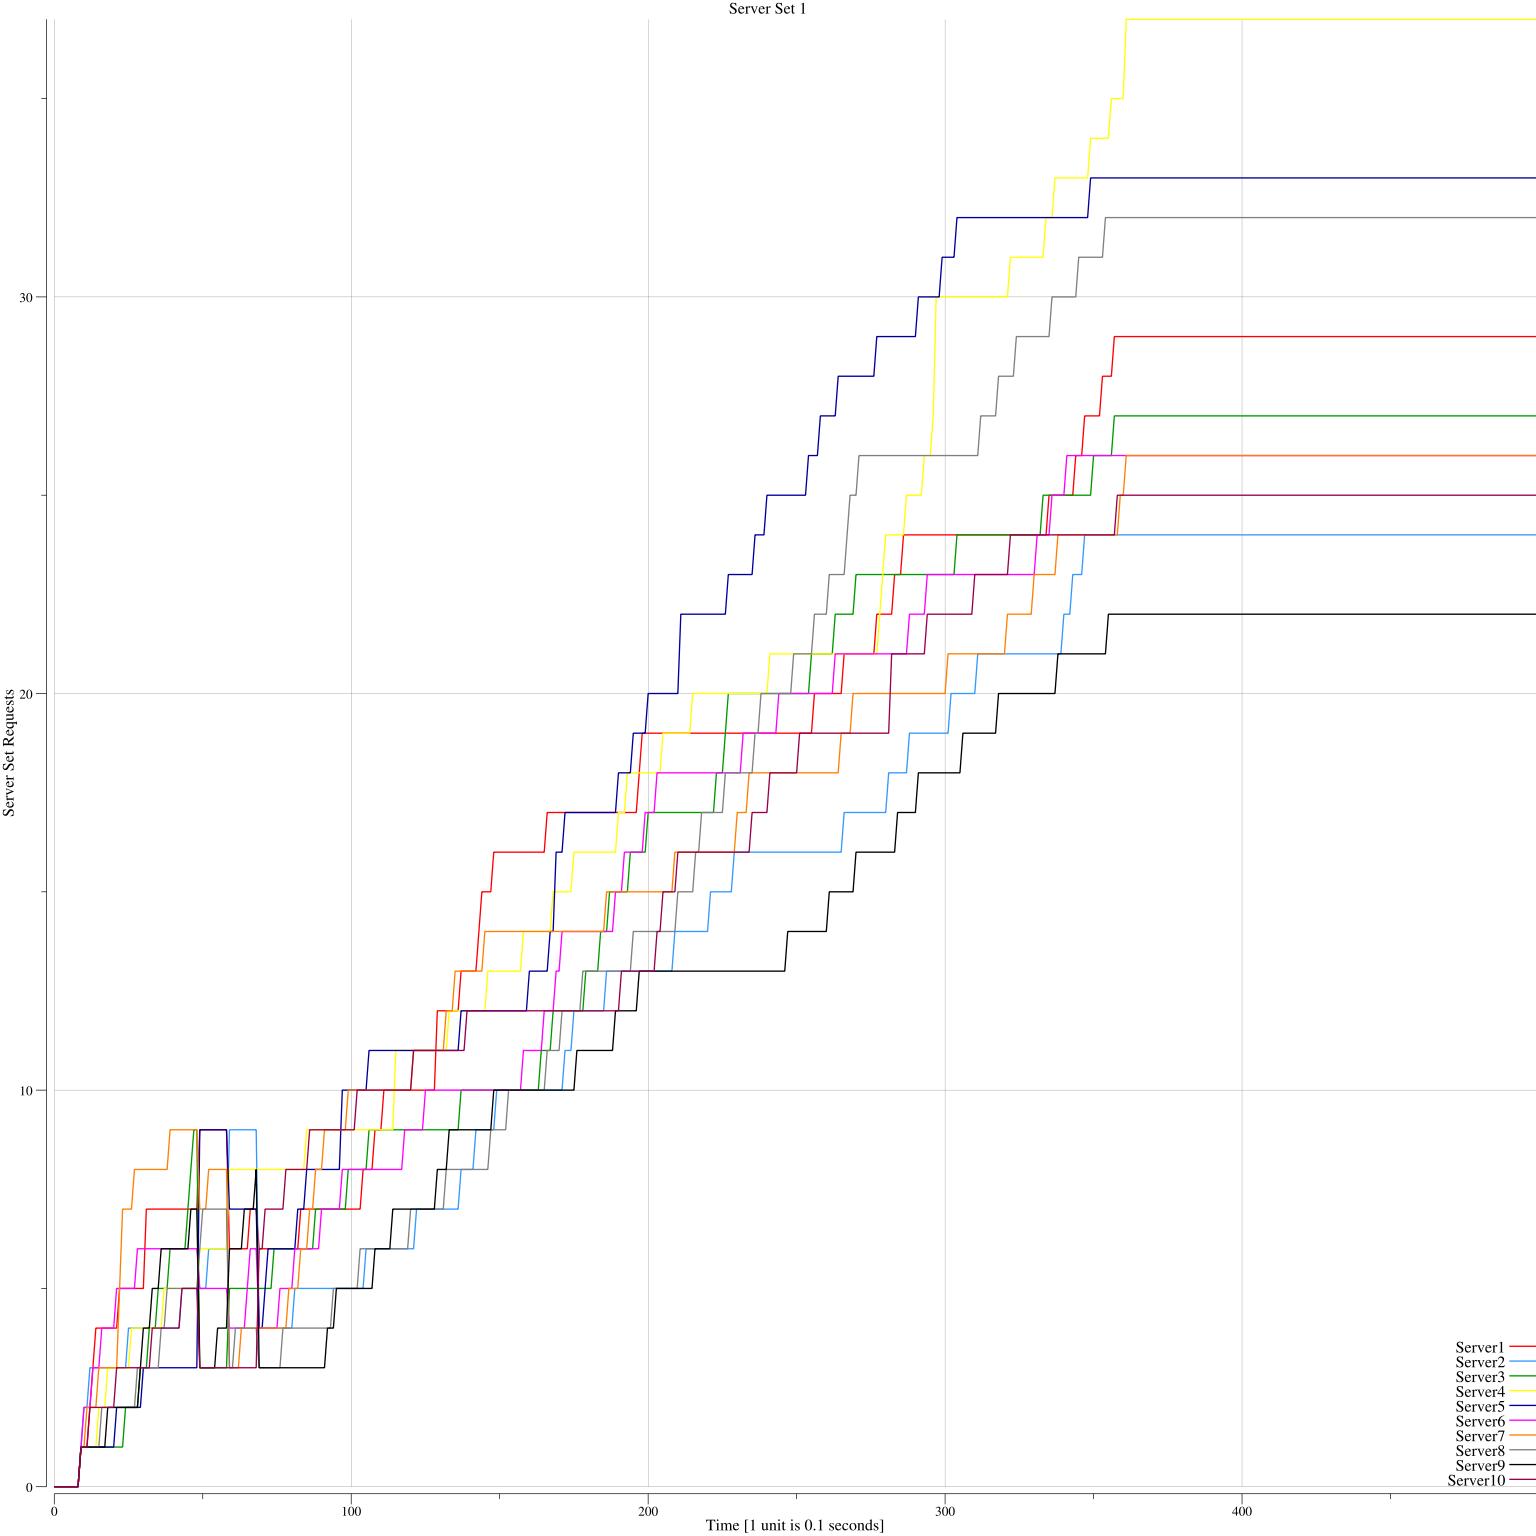 Server Set 1
Server Set Requests
30
20
10
0
0 100 200 300 400
Time [1 unit is 0.1 seconds]
Server1
Server2
Server3
Server4
Server5
Server6
Server7
Server8
Server9
Server10